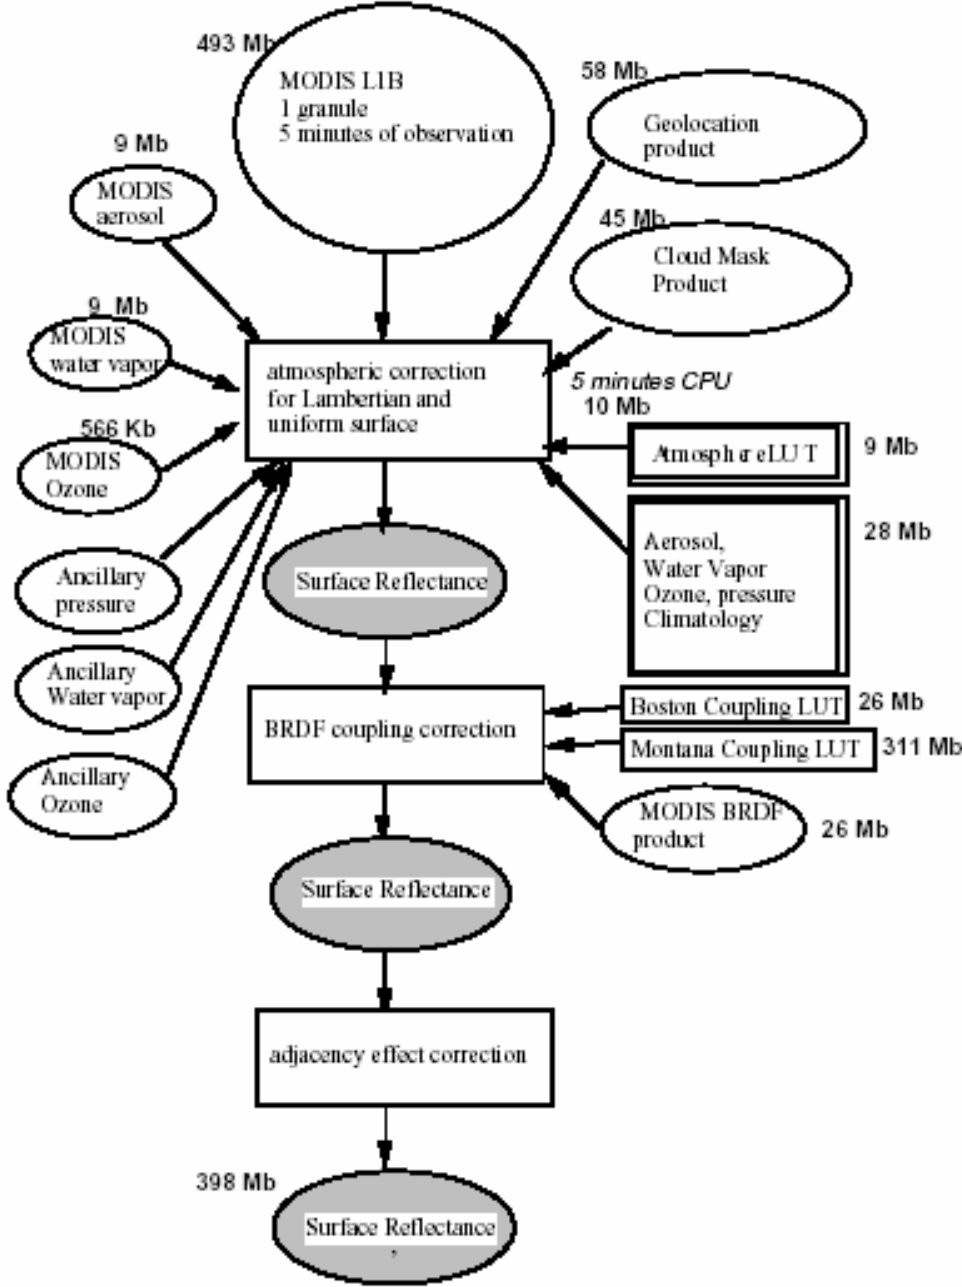 493 Mb
MODIS L1B
1 granule
5 minutes of observation
58 Mb
Geolocation
product
9 Mb
MODIS
aerosol
45 Mb
Cloud Mask
Product
9 Mb
MODIS
water vapor
atmospheric correction
for Lambertian and
uniform surface
5 minutes CPU
10 Mb
566 Kb
MODIS
Ozone
Atmosphere LUT
9 Mb
28 Mb
Aerosol,
Water Vapor
Ozone, pressure
Climatology
Ancillary
pressure
Surface Reflectance
Ancillary
Water vapor
BRDF coupling correction
Boston Coupling LUT
26 Mb
Montana Coupling LUT
311 Mb
Ancillary
Ozone
MODIS BRDF
product
26 Mb
Surface Reflectance
adjacency effect correction
398 Mb
Surface Reflectance
,